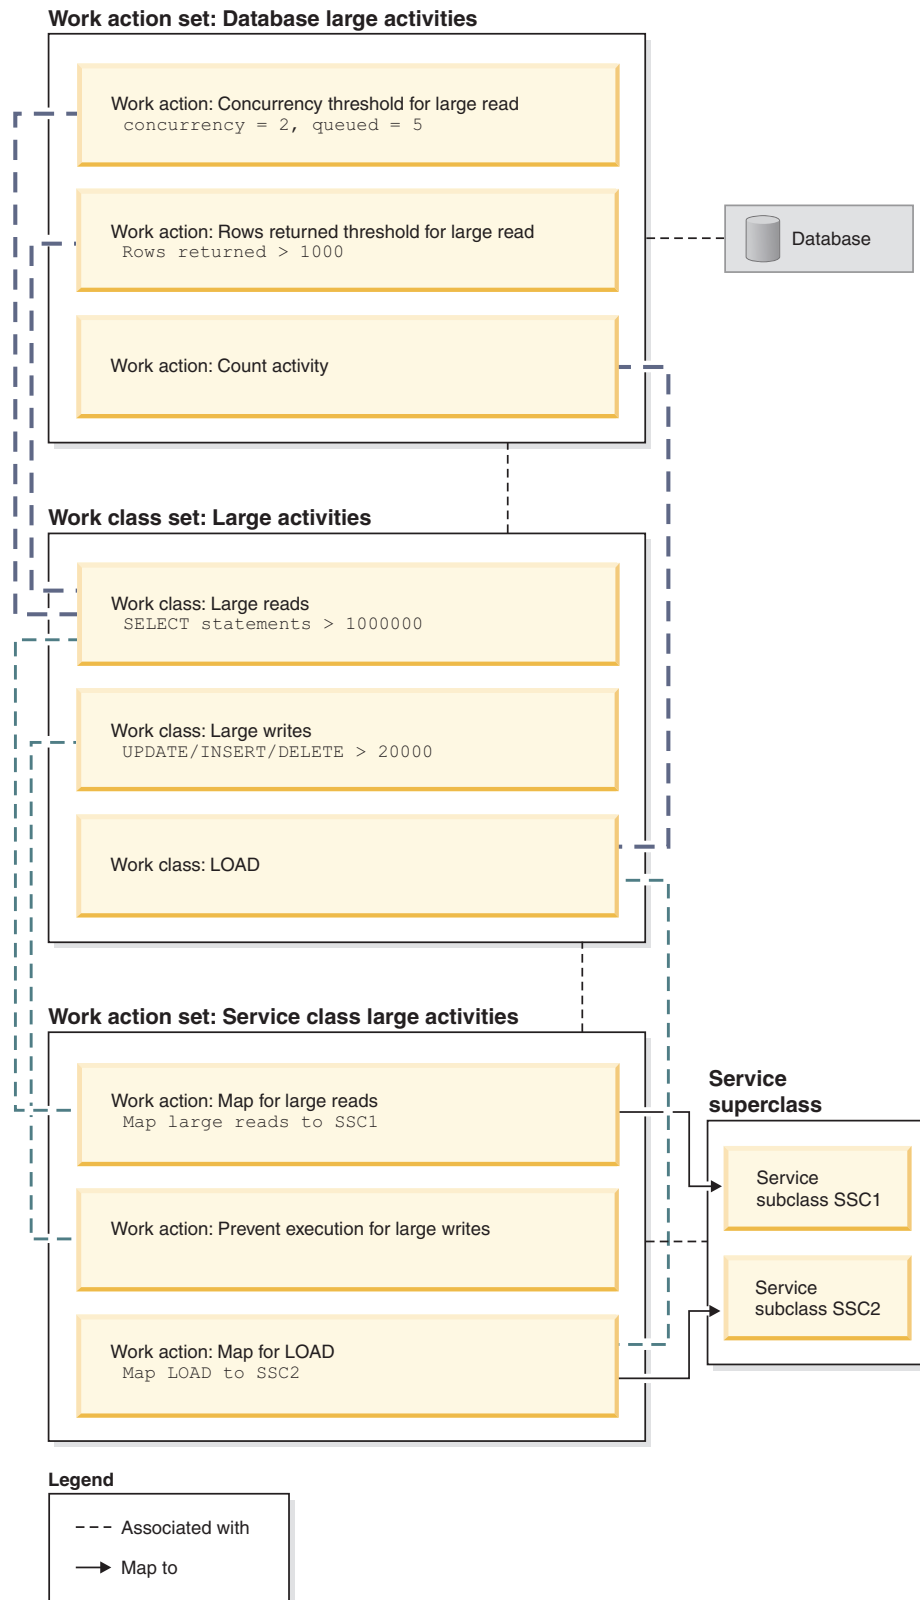 Work action set: Database large activities
Work action: Concurrency threshold for large read
concurrency = 2, queued = 5
Work action: Rows returned threshold for large read
Rows returned > 1000
Database
Work action: Count activity
Work class set: Large activities
Work class: Large reads
SELECT statements > 1000000
Work class: Large writes
UPDATE/INSERT/DELETE > 20000
Work class: LOAD
Work action set: Service class large activities
Work action: Map for large reads
Map large reads to SSC1
Work action: Prevent execution for large writes
Work action: Map for LOAD
Map LOAD to SSC2
Service
superclass
Service
subclass SSC1
Service
subclass SSC2
Legend
Associated with
Map to